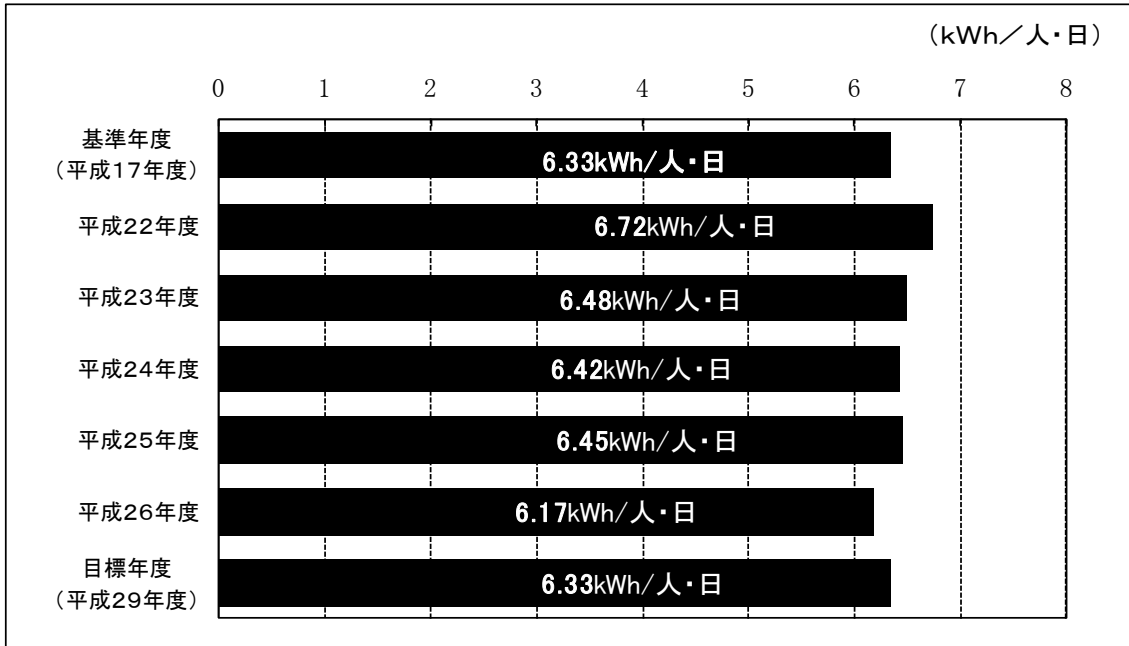 （kWh／人・日）
0 1 2 3 4 5 6 7 8
基準年度
（平成17年度）
6.33kWh/人・日
平成22年度
6.72kWh/人・日
平成23年度
6.48kWh/人・日
平成24年度
6.42kWh/人・日
平成25年度
6.45kWh/人・日
平成26年度
6.17kWh/人・日
目標年度
（平成29年度）
6.33kWh/人・日